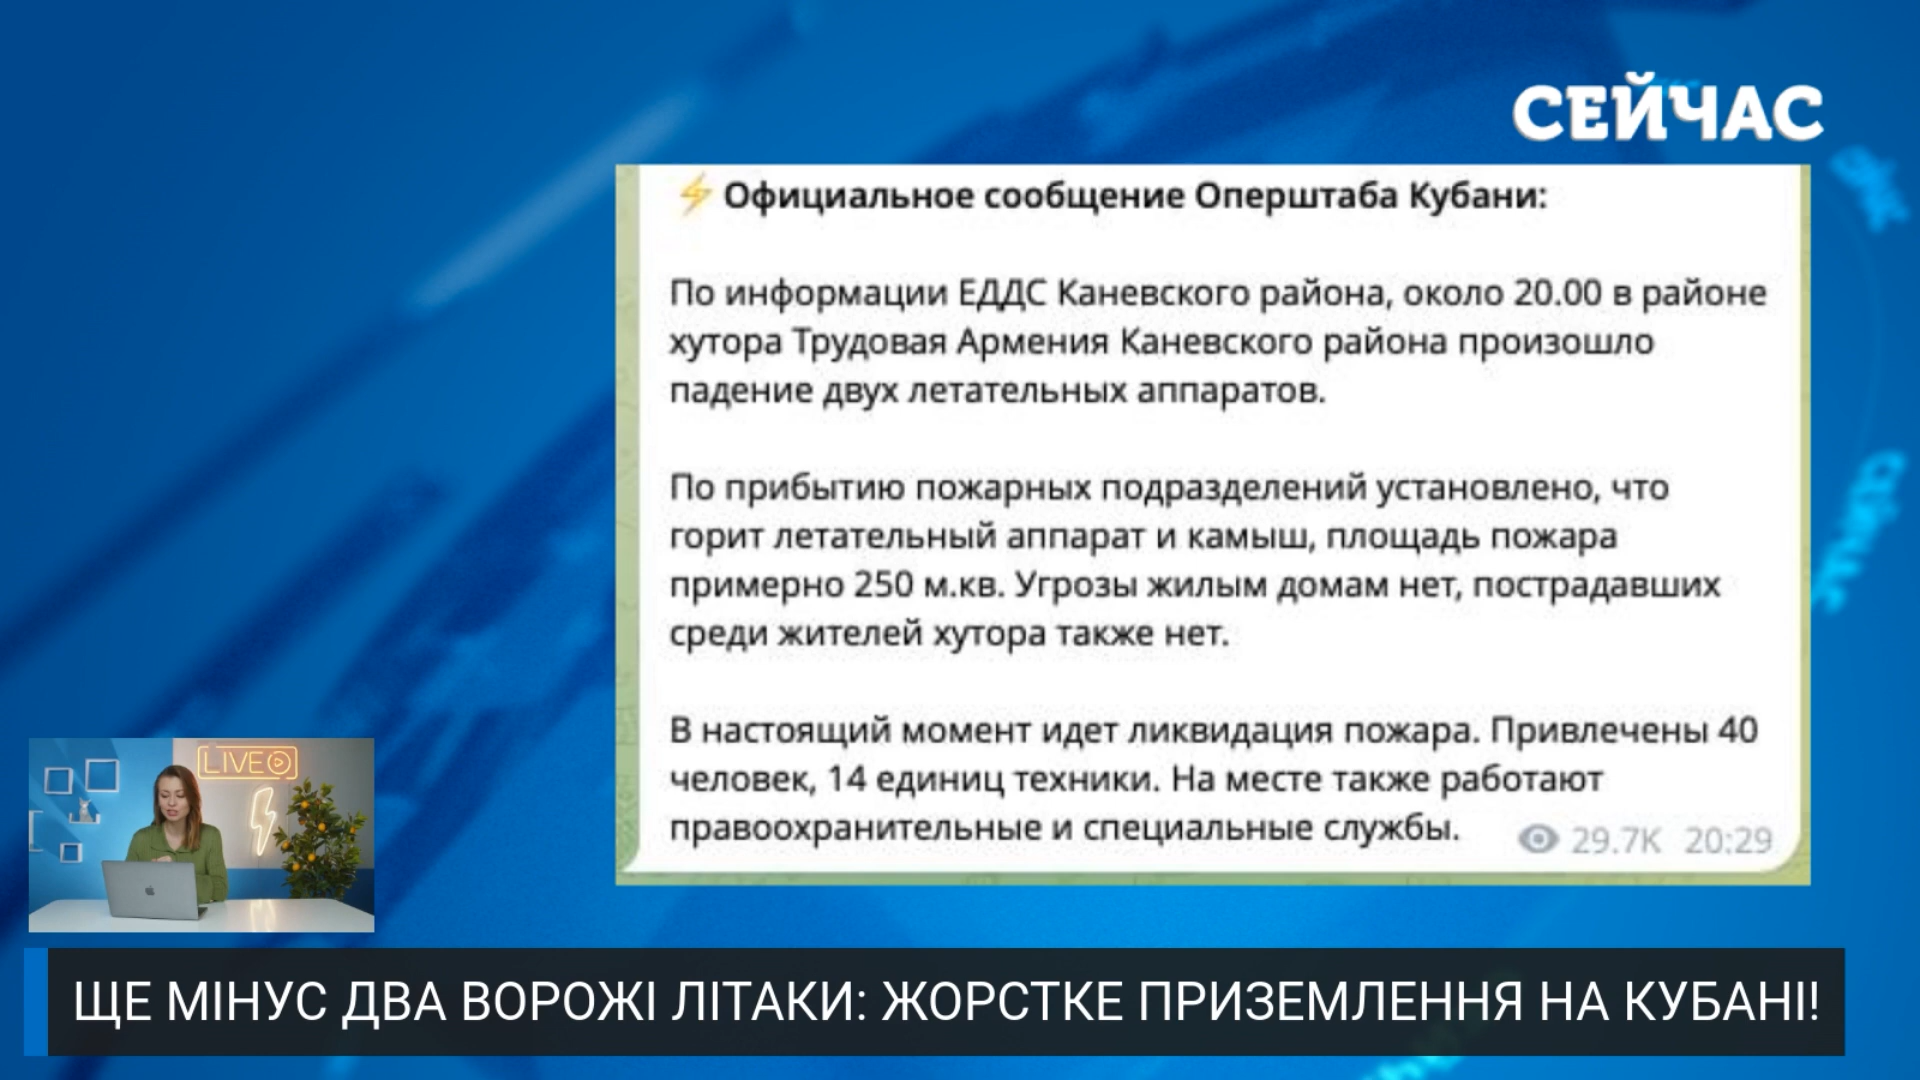 СЕЙЧАС
⚡ Официальное сообщение Оперштаба Кубани:
По информации ЕДДС Каневского района, около 20.00 в районе
хутора Трудовая Армения Каневского района произошло
падение двух летательных аппаратов.
По прибытию пожарных подразделений установлено, что
горит летательный аппарат и камыш, площадь пожара
примерно 250 м.кв. Угрозы жилым домам нет, пострадавших
среди жителей хутора также нет.
В настоящий момент идет ликвидация пожара. Привлечены 40
человек, 14 единиц техники. На месте также работают
правоохранительные и специальные службы.
29.7K 20:29
LIVE
ЩЕ МІНУС ДВА ВОРОЖІ ЛІТАКИ: ЖОРСТКЕ ПРИЗЕМЛЕННЯ НА КУБАНІ!